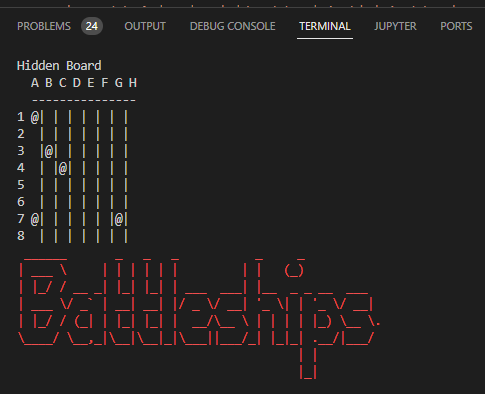 PROBLEMS 24 OUTPUT DEBUG CONSOLE TERMINAL JUPYTER PORTS
Hidden Board
  A B C D E F G H
  ---------------
1 @| | | | | | |
2  | | | | | | |
3  |@| | | | | |
4  | |@| | | | |
5  | | | | | | |
6  | | | | | | |
7 @| | | | | |@|
8  | | | | | | |
Battleships